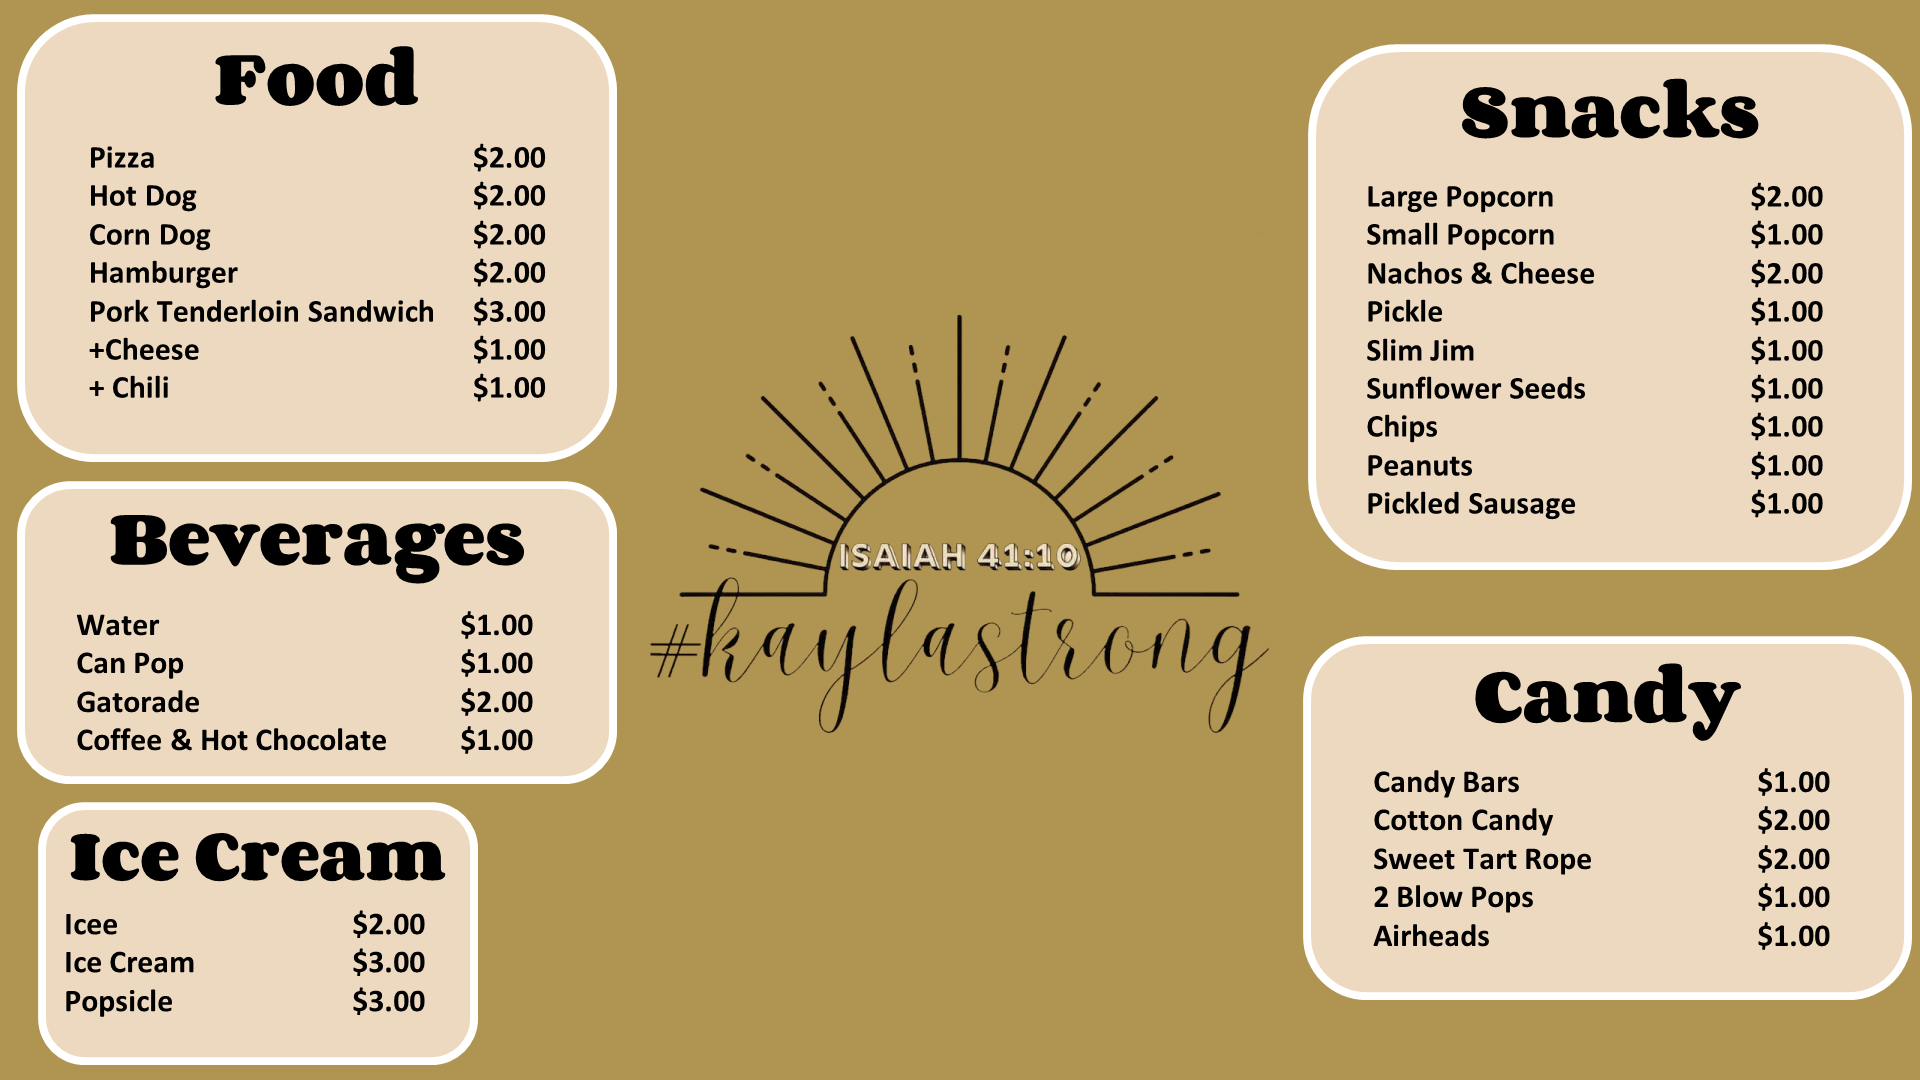 Food
Pizza $2.00
Hot Dog $2.00
Corn Dog $2.00
Hamburger $2.00
Pork Tenderloin Sandwich $3.00
+Cheese $1.00
+ Chili $1.00
Beverages
Water $1.00
Can Pop $1.00
Gatorade $2.00
Coffee & Hot Chocolate $1.00
Ice Cream
Icee $2.00
Ice Cream $3.00
Popsicle $3.00
ISAIAH 41:10
#kaylastrong
Snacks
Large Popcorn $2.00
Small Popcorn $1.00
Nachos & Cheese $2.00
Pickle $1.00
Slim Jim $1.00
Sunflower Seeds $1.00
Chips $1.00
Peanuts $1.00
Pickled Sausage $1.00
Candy
Candy Bars $1.00
Cotton Candy $2.00
Sweet Tart Rope $2.00
2 Blow Pops $1.00
Airheads $1.00